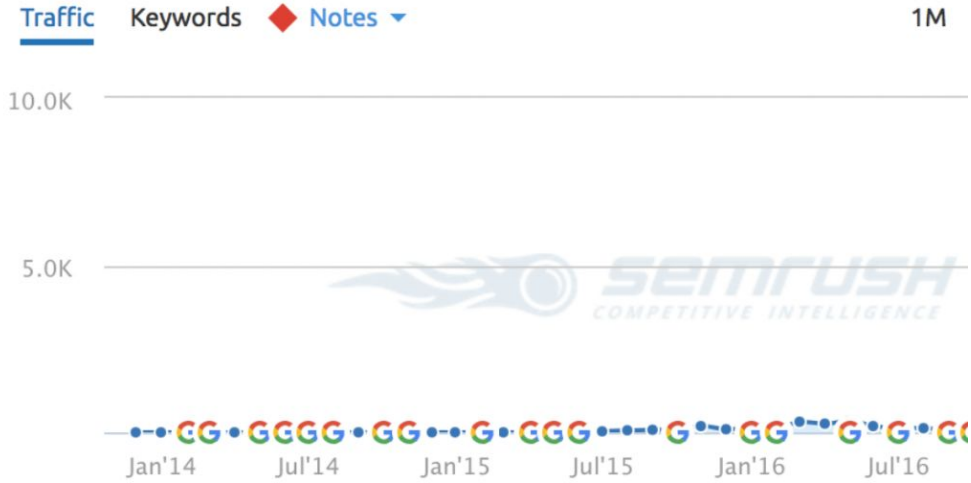 Traffic Keywords Notes 1M
10.0K
5.0K
semrush
COMPETITIVE INTELLIGENCE
Jan'14 Jul'14 Jan'15 Jul'15 Jan'16 Jul'16